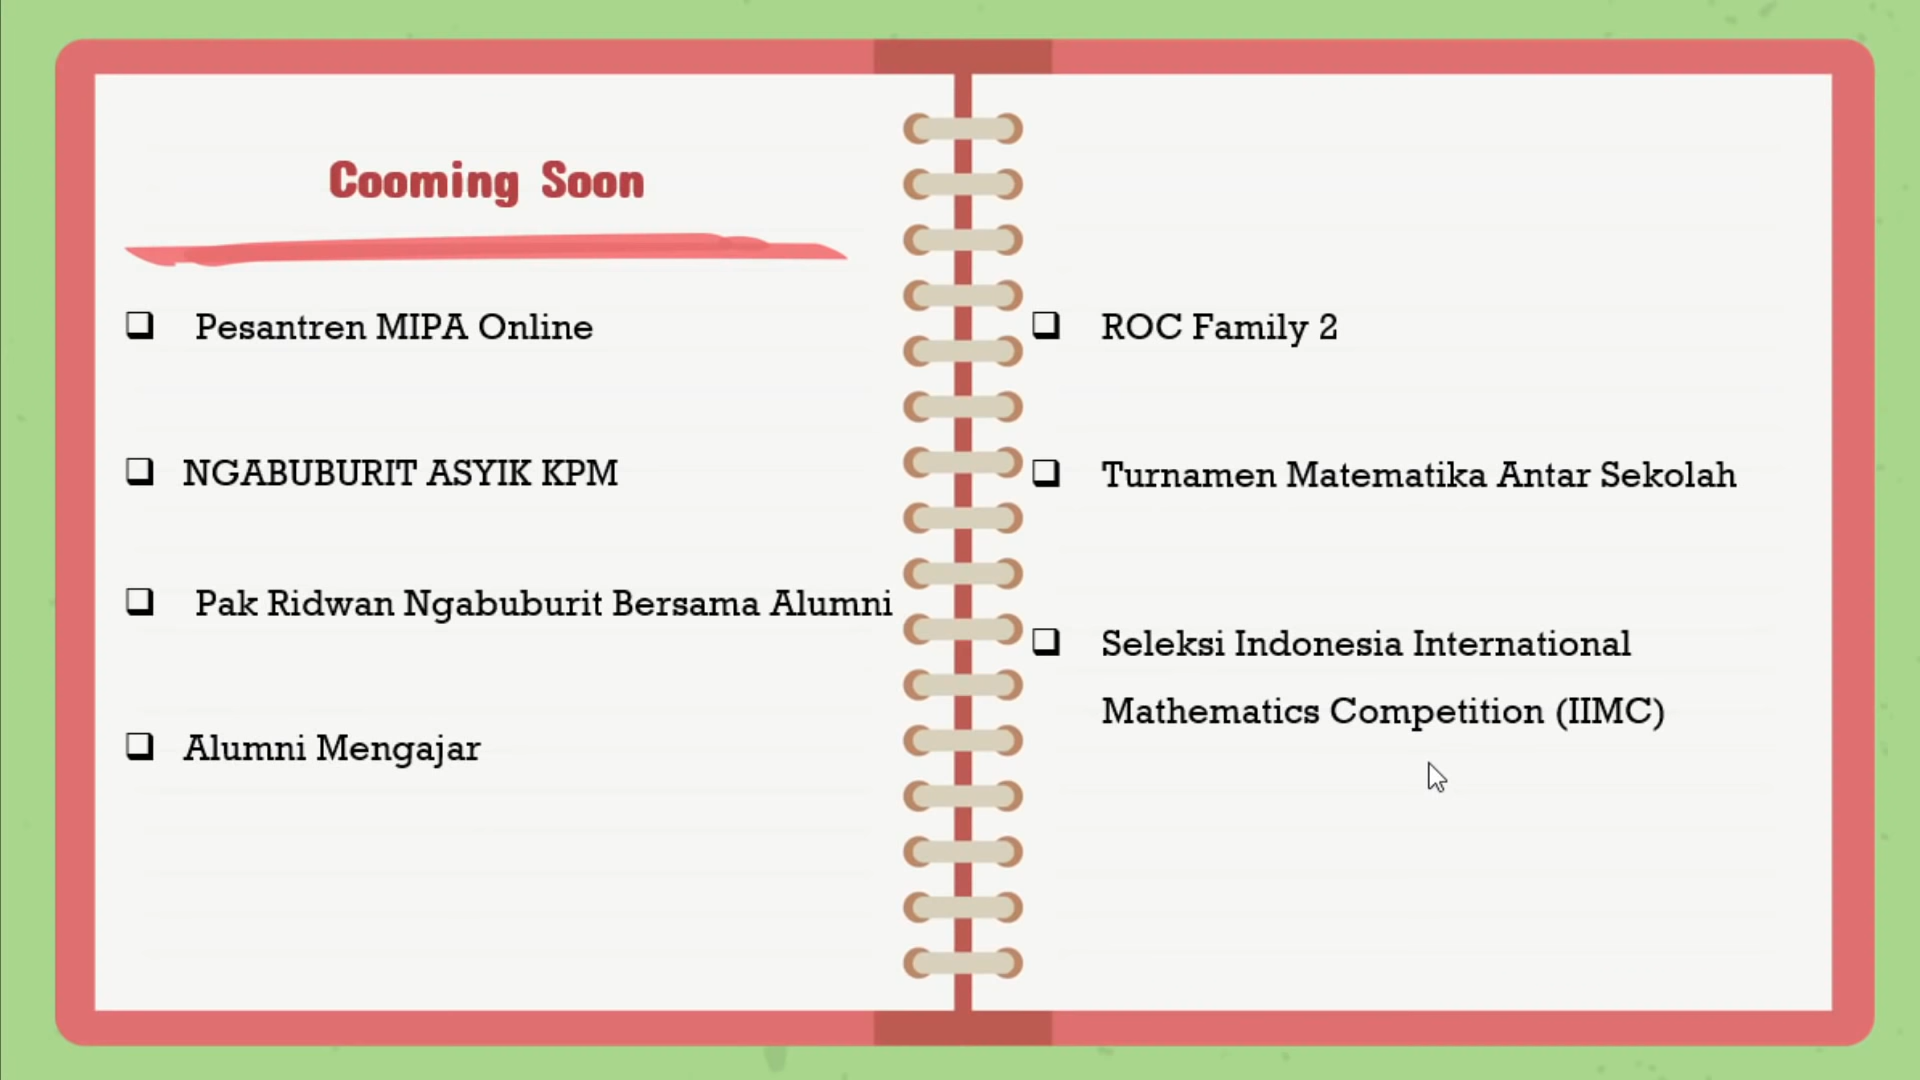 Cooming Soon
Pesantren MIPA Online
NGABUBURIT ASYIK KPM
Pak Ridwan Ngabuburit Bersama Alumni
Alumni Mengajar
ROC Family 2
Turnamen Matematika Antar Sekolah
Seleksi Indonesia International
Mathematics Competition (IIMC)